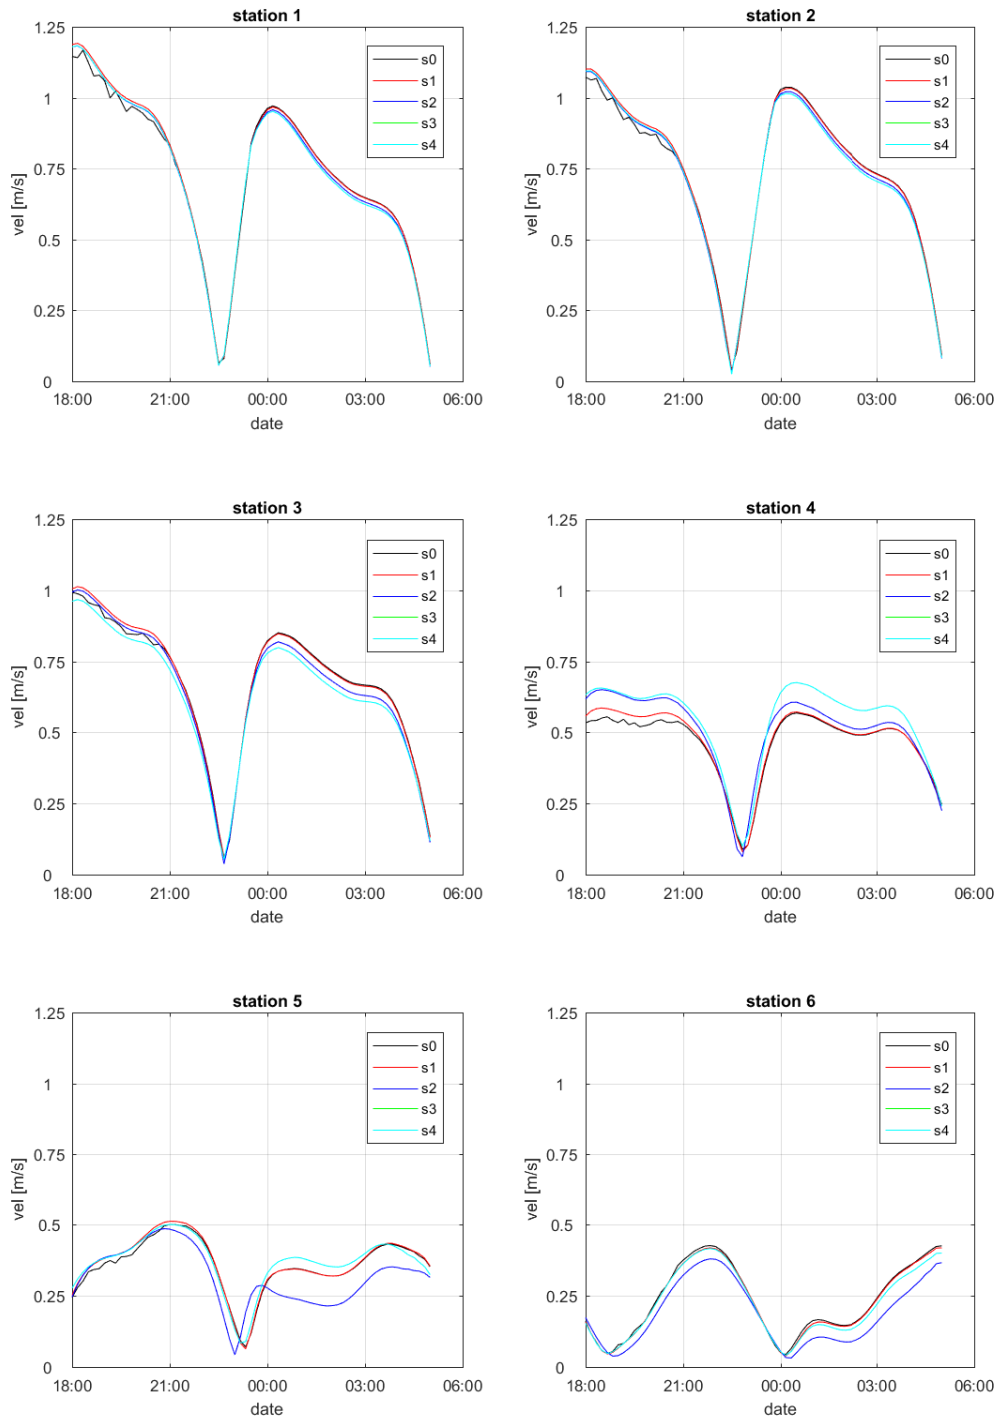 station 1
1.25
1
0.75
0.5
0.25
0
vel [m/s]
18:00 21:00 00:00 03:00 06:00
date
s0
s1
s2
s3
s4
station 2
1.25
1
0.75
0.5
0.25
0
vel [m/s]
18:00 21:00 00:00 03:00 06:00
date
s0
s1
s2
s3
s4
station 3
1.25
1
0.75
0.5
0.25
0
vel [m/s]
18:00 21:00 00:00 03:00 06:00
date
s0
s1
s2
s3
s4
station 4
1.25
1
0.75
0.5
0.25
0
vel [m/s]
18:00 21:00 00:00 03:00 06:00
date
s0
s1
s2
s3
s4
station 5
1.25
1
0.75
0.5
0.25
0
vel [m/s]
18:00 21:00 00:00 03:00 06:00
date
s0
s1
s2
s3
s4
station 6
1.25
1
0.75
0.5
0.25
0
vel [m/s]
18:00 21:00 00:00 03:00 06:00
date
s0
s1
s2
s3
s4